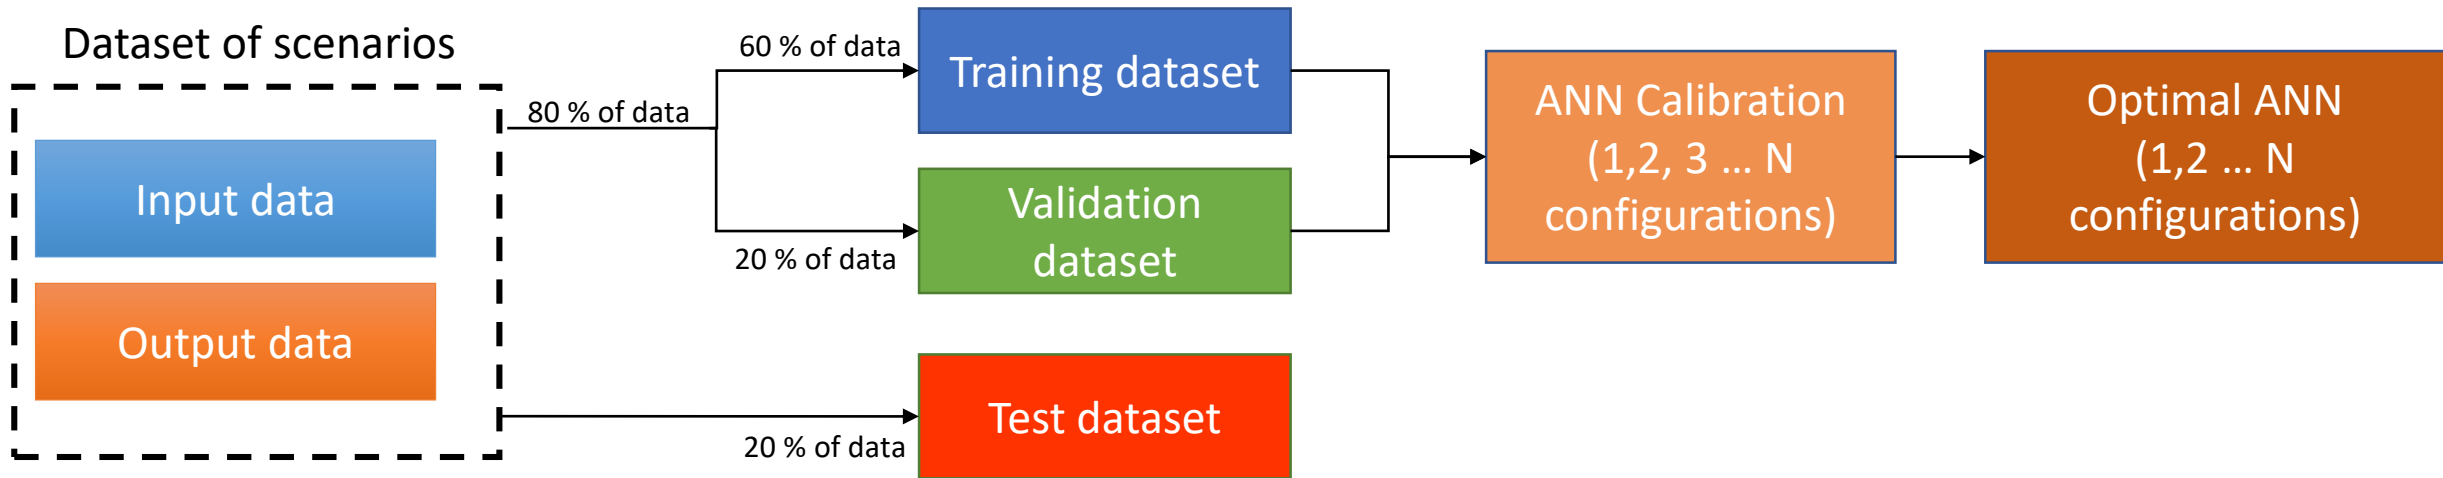 Dataset of scenarios
Input data
Output data
80 % of data
60 % of data
20 % of data
20 % of data
Training dataset
Validation
dataset
Test dataset
ANN Calibration
(1,2, 3 ... N
configurations)
Optimal ANN
(1,2 ... N
configurations)